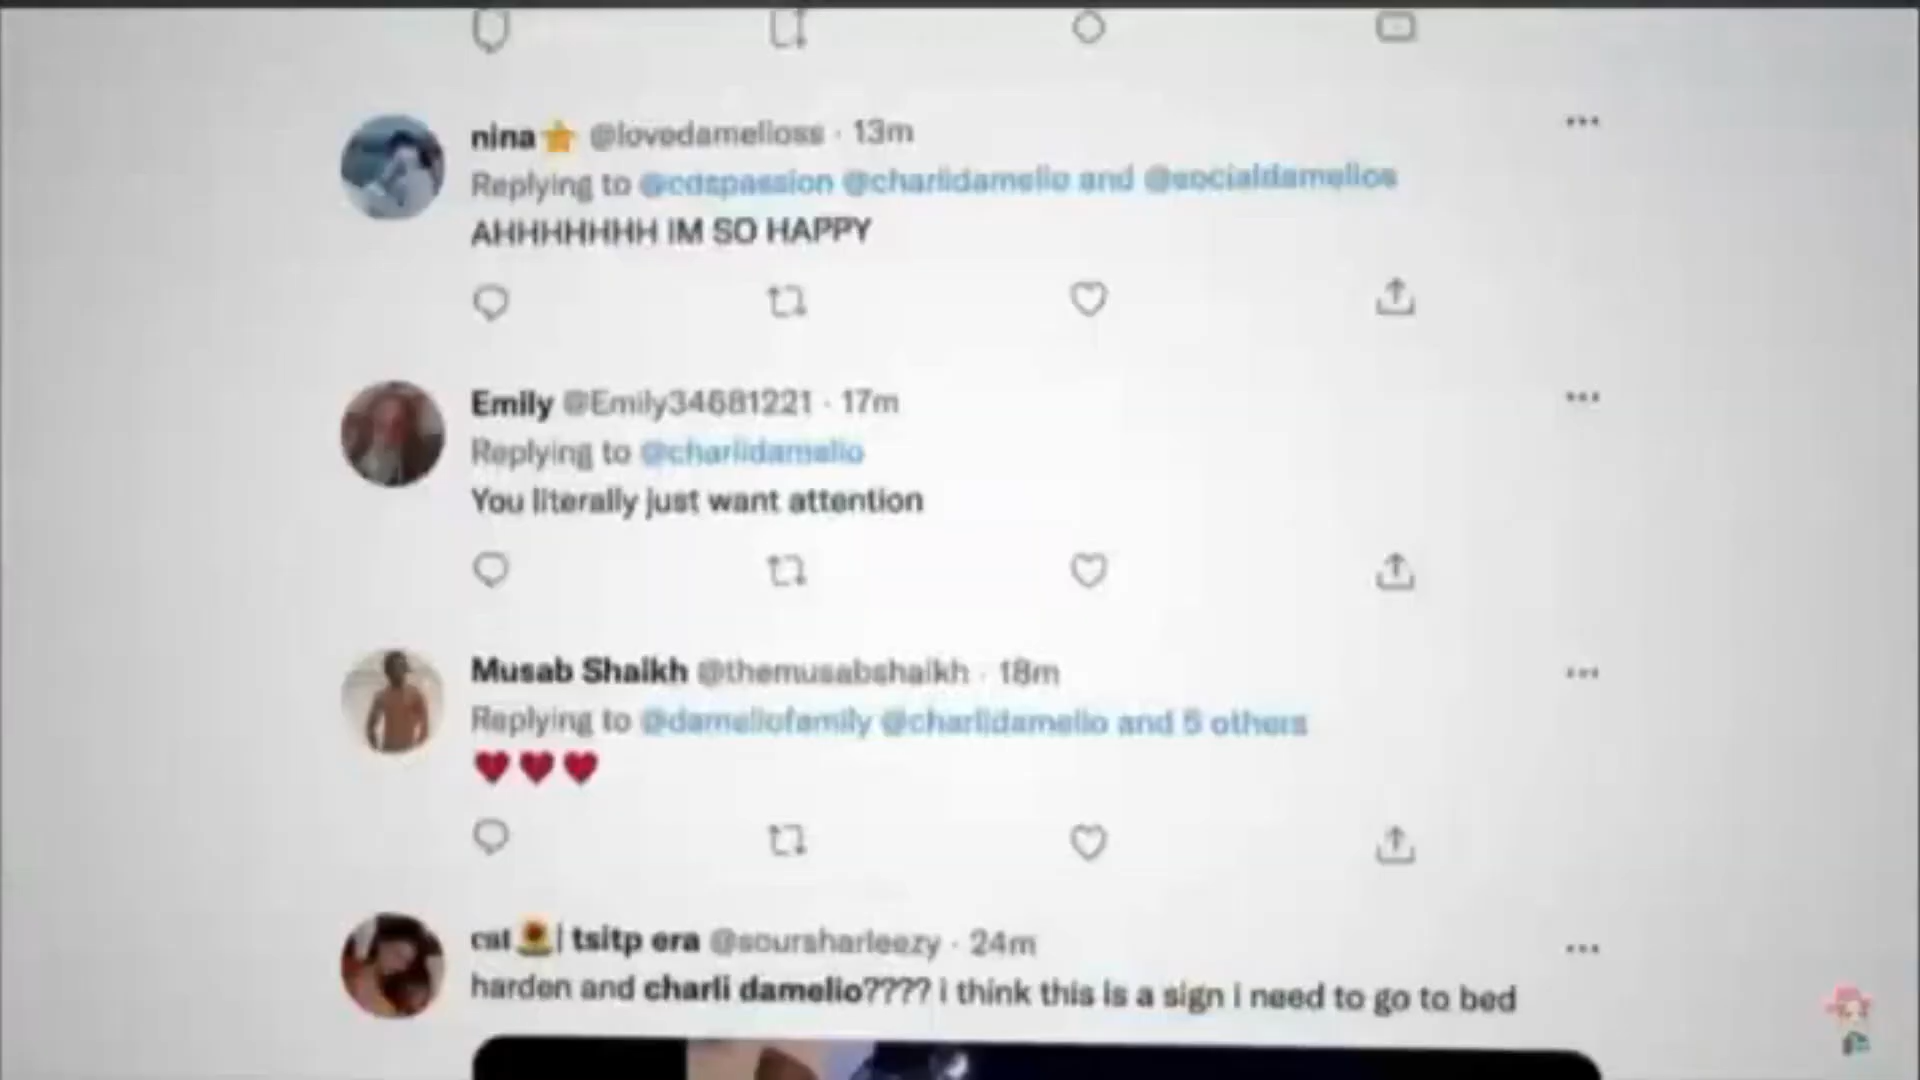 nina⭐ @lovedamelioss · 13m
Replying to @cdspassion @charlidamelio and @socialdamelios
AHHHHHHH IM SO HAPPY
Emily @Emily34681221 · 17m
Replying to @charlidamelio
You literally just want attention
Musab Shaikh @themusabshaikh · 18m
Replying to @dameliofamily @charlidamelio and 5 others
❤❤❤
cat🌻| tsitp era @soursharleezy · 24m
harden and charli damelio???? i think this is a sign i need to go to bed